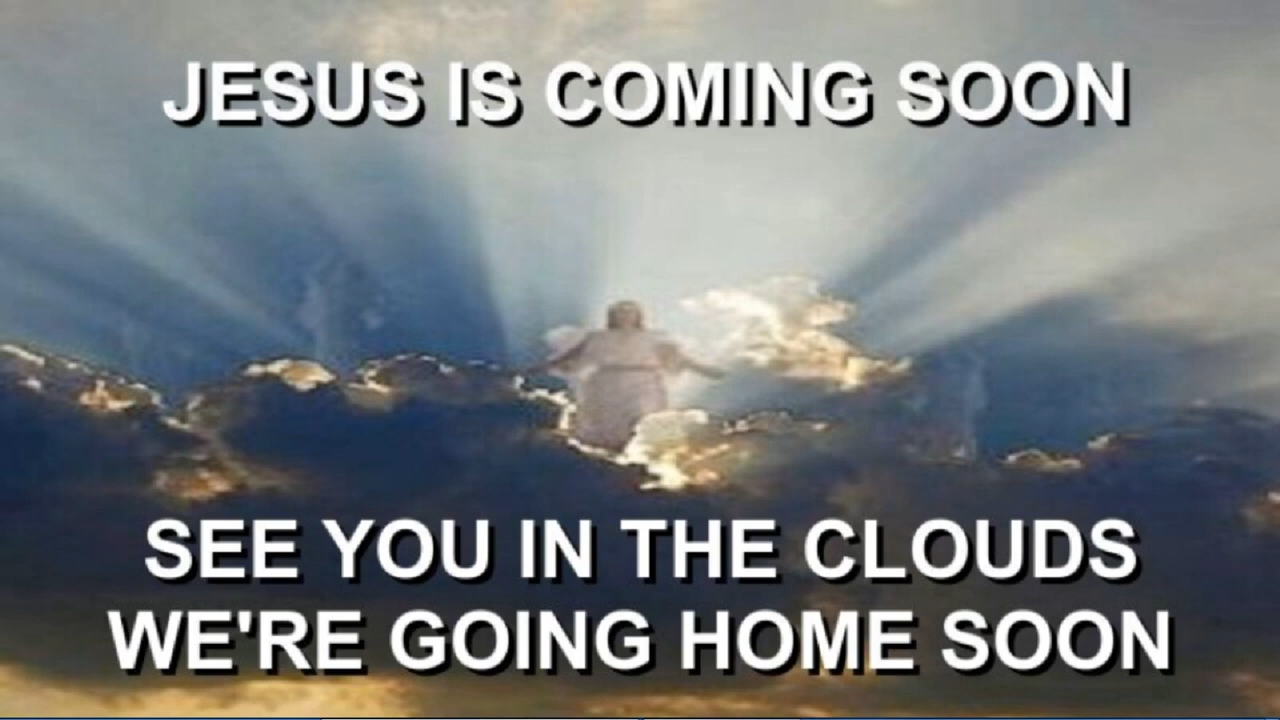 JESUS IS COMING SOON
SEE YOU IN THE CLOUDS
WE'RE GOING HOME SOON